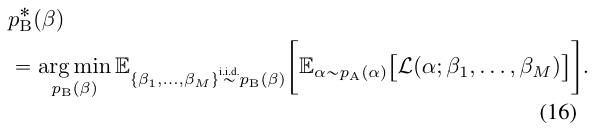 p*_B(β)
= arg min_{p_B(β)} 𝔼_{{β_1,...,β_M} ~^{i.i.d.} p_B(β)} [ 𝔼_{α∼p_A(α)} [ ℒ(α; β_1, . . . , β_M) ] ].
(16)